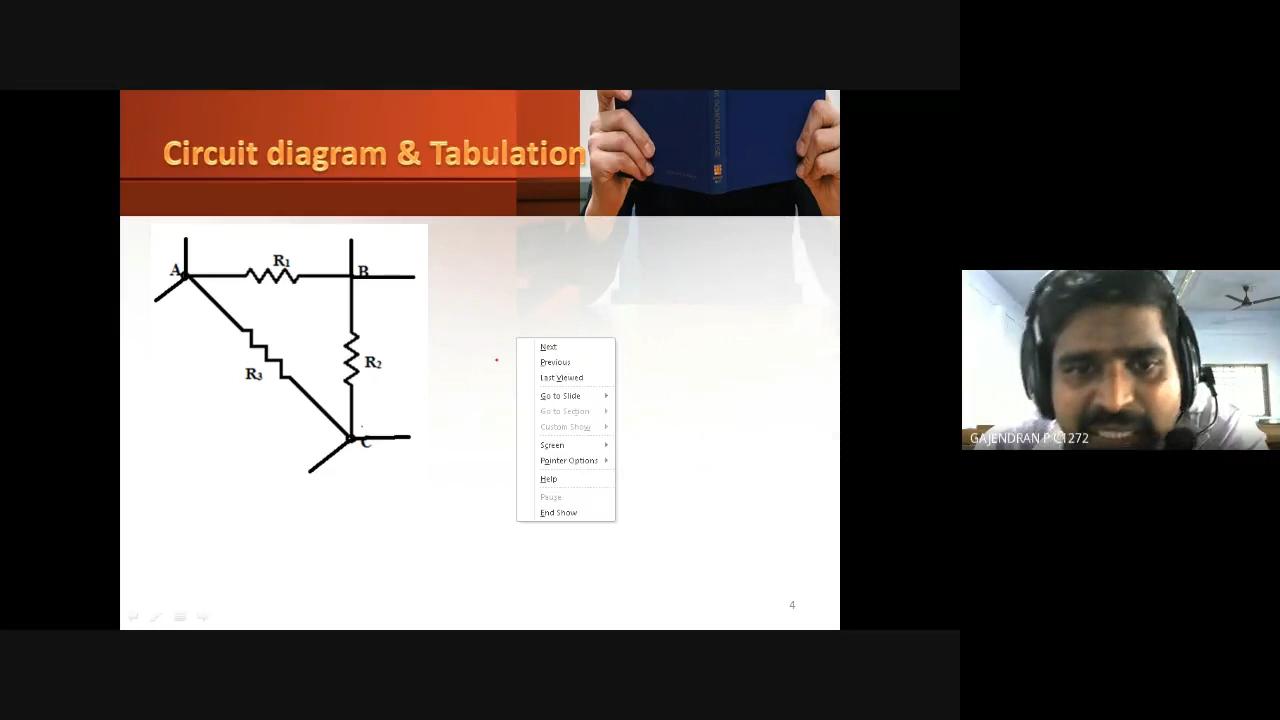 Circuit diagram & Tabulation
A
R1
B
R3
R2
C
Next
Previous
Last Viewed
Go to Slide
Go to Section
Custom Show
Screen
Pointer Options
Help
Pause
End Show
4
GAJENDRAN P C1272